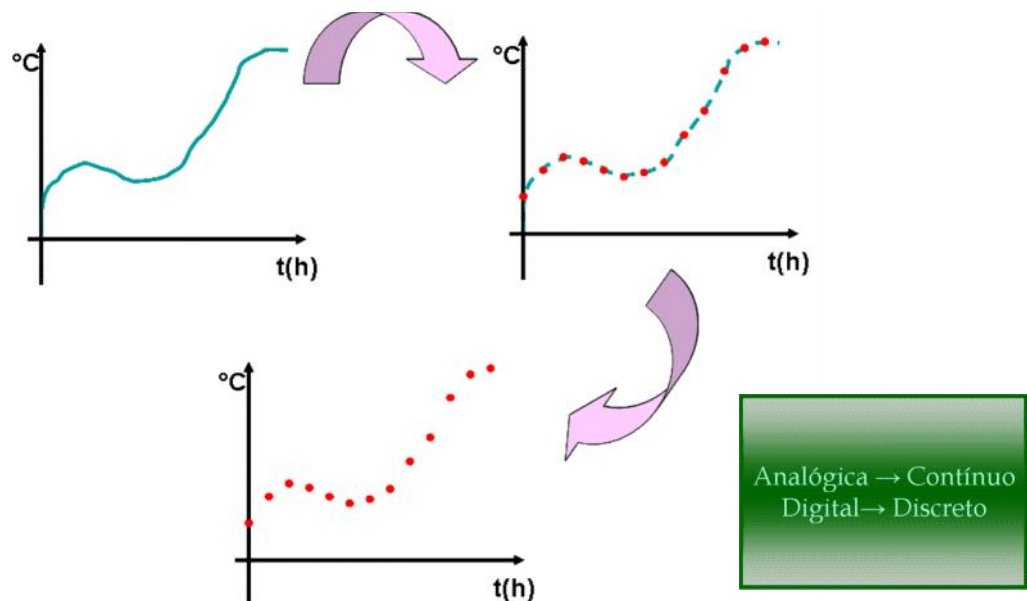 °C
t(h)
°C
t(h)
°C
t(h)
Analógica → Contínuo
Digital→ Discreto